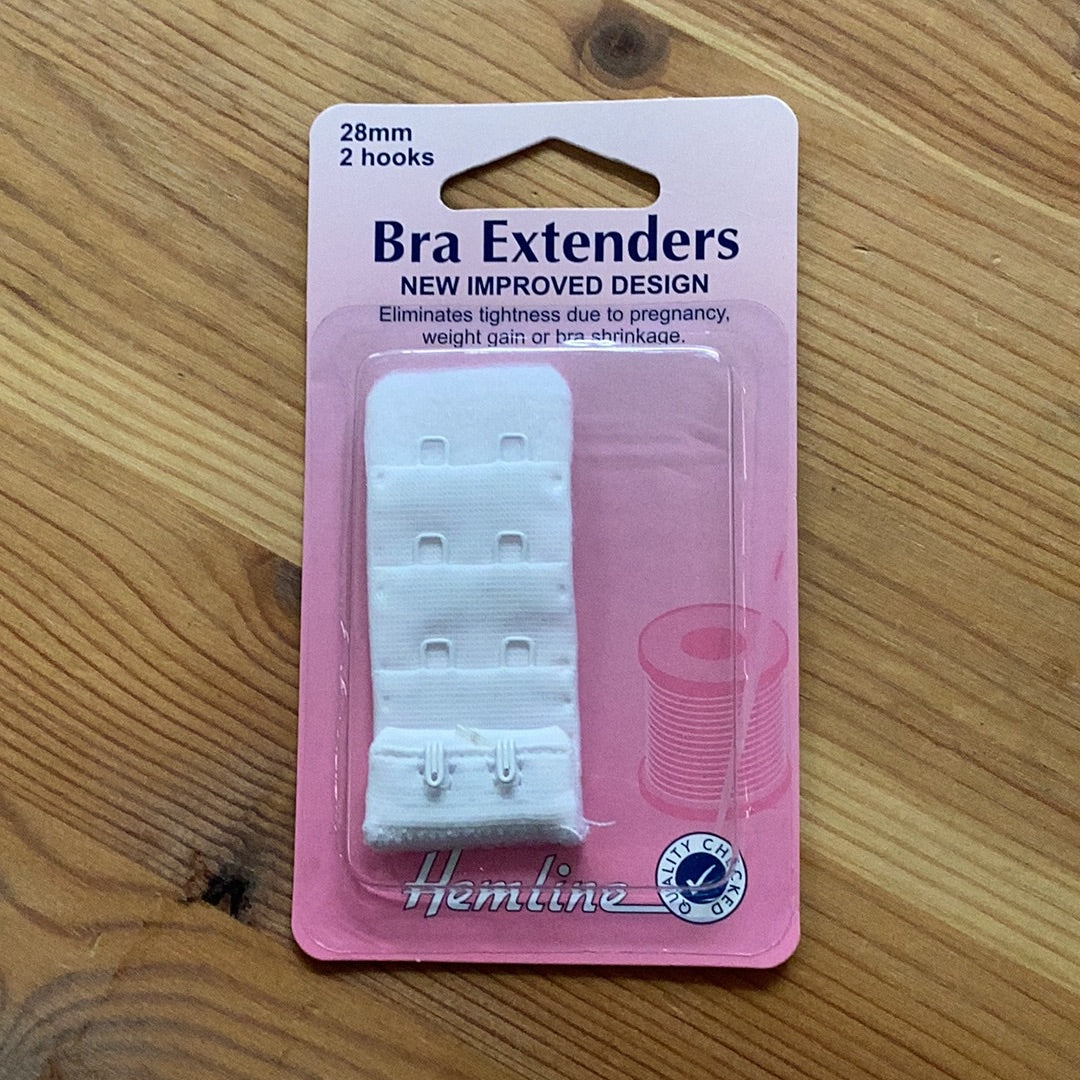 28mm
2 hooks
Bra Extenders
NEW IMPROVED DESIGN
Eliminates tightness due to pregnancy,
weight gain or bra shrinkage.
Hemline
QUALITY CHECKED